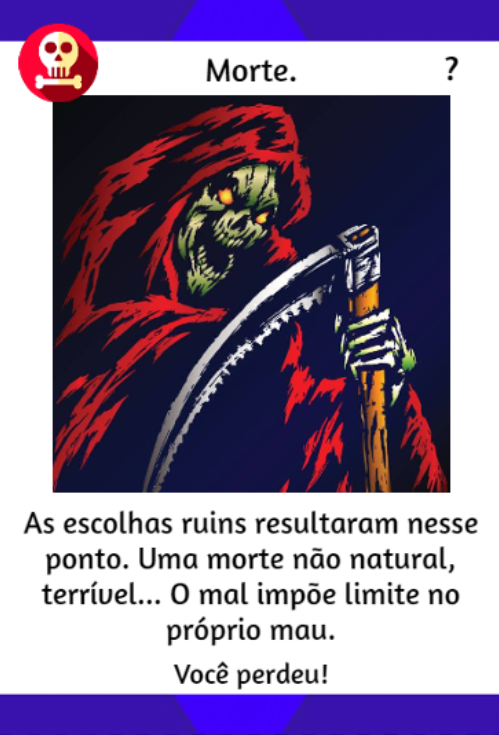 Morte. ?
As escolhas ruins resultaram nesse
ponto. Uma morte não natural,
terrível... O mal impõe limite no
próprio mau.
Você perdeu!